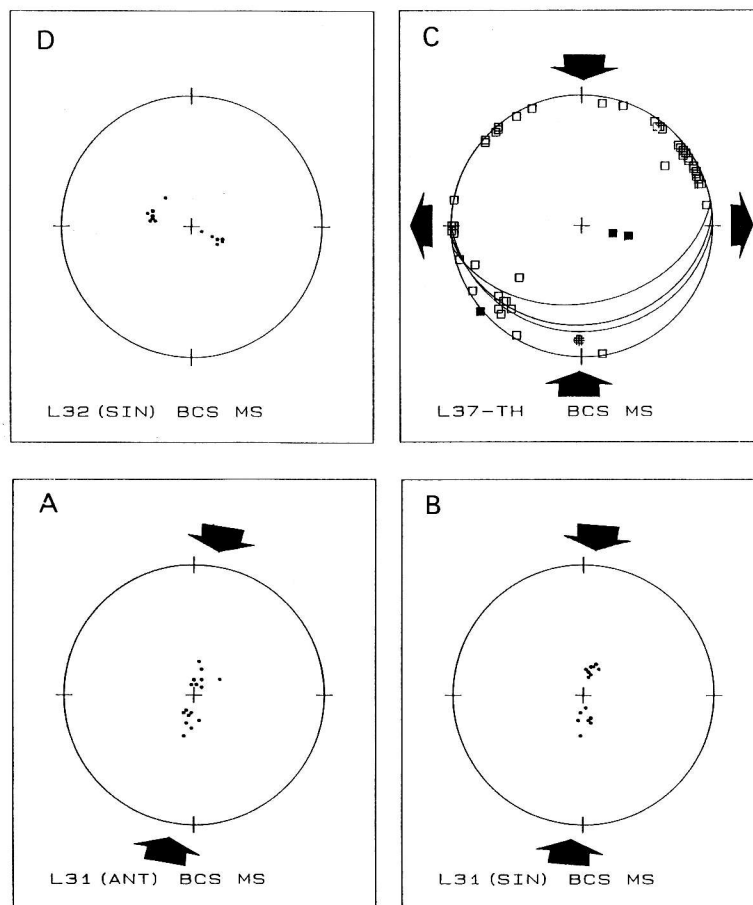 D
C
L32 (SIN) BCS MS
L37-TH BCS MS
A
B
L31 (ANT) BCS MS
L31 (SIN) BCS MS